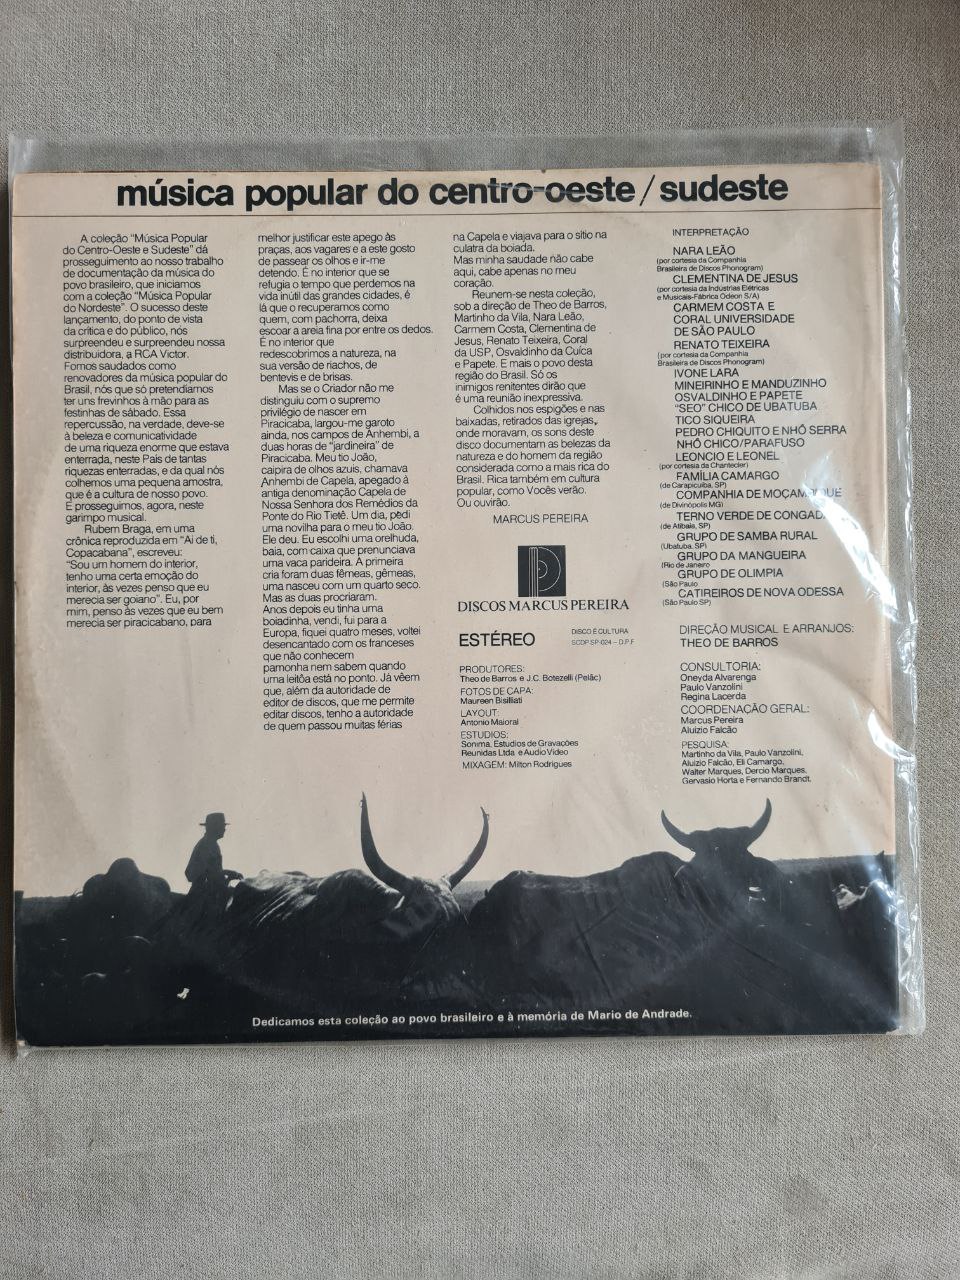 música popular do centro-oeste / sudeste
A coleção "Música Popular
do Centro-Oeste e Sudeste" dá
prosseguimento ao nosso trabalho
de documentação da música do
povo brasileiro, que iniciamos
com a coleção "Música Popular
do Nordeste". O sucesso deste
lançamento, do ponto de vista
da crítica e do público, nós
surpreendeu e surpreendeu nossa
distribuidora, a RCA Victor.
Fomos saudados como
renovadores da música popular do
Brasil, nós que só pretendíamos
ter uns frevinhos à mão para as
festinhas de sábado. Essa
repercussão, na verdade, deve-se
à beleza e comunicatividade
de uma riqueza enorme que estava
enterrada, neste País de tantas
riquezas enterradas, e da qual nós
colhemos uma pequena amostra,
que é a cultura de nosso povo.
E prosseguimos, agora, neste
garimpo musical.
Rubem Braga, em uma
crônica reproduzida em "Ai de ti,
Copacabana", escreveu:
"Sou um homem do interior,
tenho uma certa emoção do
interior, às vezes penso que eu
merecia ser goiano". Eu, por
mim, penso às vezes que eu bem
merecia ser piracicabano, para
melhor justificar este apego às
praças, aos vagares e a este gosto
de passear os olhos e ir-me
detendo. É no interior que se
refugia o tempo que perdemos na
vida inútil das grandes cidades, é
lá que o recuperamos como
quem, com pachorra, deixa
escoar a areia fina por entre os dedos.
É no interior que
redescobrimos a natureza, na
sua versão de riachos, de
bentevis e de brisas.
Mas se o Criador não me
distinguiu com o supremo
privilégio de nascer em
Piracicaba, largou-me garoto
ainda, nos campos de Anhembi, a
duas horas de "jardineira" de
Piracicaba. Meu tio João,
caipira de olhos azuis, chamava
Anhembi de Capela, apegado à
antiga denominação Capela de
Nossa Senhora dos Remédios da
Ponte do Rio Tietê. Um dia, pedi
uma novilha para o meu tio João.
Ele deu. Eu escolhi uma orelhuda,
baia, com caixa que prenunciava
uma vaca parideira. A primeira
cria foram duas fêmeas, gêmeas,
uma nasceu com um quarto seco.
Mas as duas procriaram.
Anos depois eu tinha uma
boiadinha, vendi, fui para a
Europa, fiquei quatro meses, voltei
desencantado com os franceses
que não conhecem
pamonha nem sabem quando
uma leitôa está no ponto. Já vêem
que, além da autoridade de
editor de discos, que me permite
editar discos, tenho a autoridade
de quem passou muitas férias
na Capela e viajava para o sítio na
culatra da boiada.
Mas minha saudade não cabe
aqui, cabe apenas no meu
coração.
Reunem-se nesta coleção,
sob a direção de Theo de Barros,
Martinho da Vila, Nara Leão,
Carmem Costa, Clementina de
Jesus, Renato Teixeira, Coral
da USP, Osvaldinho da Cuíca
e Papete. E mais o povo desta
região do Brasil. Só os
inimigos renitentes dirão que
é uma reunião inexpressiva.
Colhidos nos espigões e nas
baixadas, retirados das igrejas,
onde moravam, os sons deste
disco documentam as belezas da
natureza e do homem da região
considerada como a mais rica do
Brasil. Rica também em cultura
popular, como Vocês verão.
Ou ouvirão.
MARCUS PEREIRA
DISCOS MARCUS PEREIRA
ESTÉREO
DISCO É CULTURA
SCDP-SP-024 - D.P.F
PRODUTORES:
Theo de Barros e J.C. Botezelli (Pelão)
FOTOS DE CAPA:
Maureen Bisilliati
LAYOUT:
Antonio Maioral
ESTUDIOS:
Sonima, Estudios de Gravações
Reunidas Ltda e Audio Video
MIXAGEM: Milton Rodrigues
INTERPRETAÇÃO
NARA LEÃO
(por cortesia da Companhia
Brasileira de Discos Phonogram)
CLEMENTINA DE JESUS
(por cortesia da Indústrias Elétricas
e Musicais-Fábrica Odeon S/A)
CARMEM COSTA E
CORAL UNIVERSIDADE
DE SÃO PAULO
RENATO TEIXEIRA
(por cortesia da Companhia
Brasileira de Discos Phonogram)
IVONE LARA
MINEIRINHO E MANDUZINHO
OSVALDINHO E PAPETE
"SEO" CHICO DE UBATUBA
TICO SIQUEIRA
PEDRO CHIQUITO E NHÔ SERRA
NHÔ CHICO/PARAFUSO
LEONCIO E LEONEL
(por cortesia da Chantecler)
FAMÍLIA CAMARGO
(de Carapicuiba, SP)
COMPANHIA DE MOÇAMBIQUE
(de Divinópolis MG)
TERNO VERDE DE CONGADA
(de Atibaia, SP)
GRUPO DE SAMBA RURAL
(Ubatuba, SP)
GRUPO DA MANGUEIRA
(Rio de Janeiro
GRUPO DE OLIMPIA
(São Paulo
CATIREIROS DE NOVA ODESSA
(São Paulo SP)
DIREÇÃO MUSICAL E ARRANJOS:
THEO DE BARROS
CONSULTORIA:
Oneyda Alvarenga
Paulo Vanzolini
Regina Lacerda
COORDENAÇÃO GERAL:
Marcus Pereira
Aluizio Falcão
PESQUISA:
Martinho da Vila, Paulo Vanzolini,
Aluizio Falcão, Eli Camargo,
Walter Marques, Dercio Marques,
Gervasio Horta e Fernando Brandt.
Dedicamos esta coleção ao povo brasileiro e à memória de Mario de Andrade.